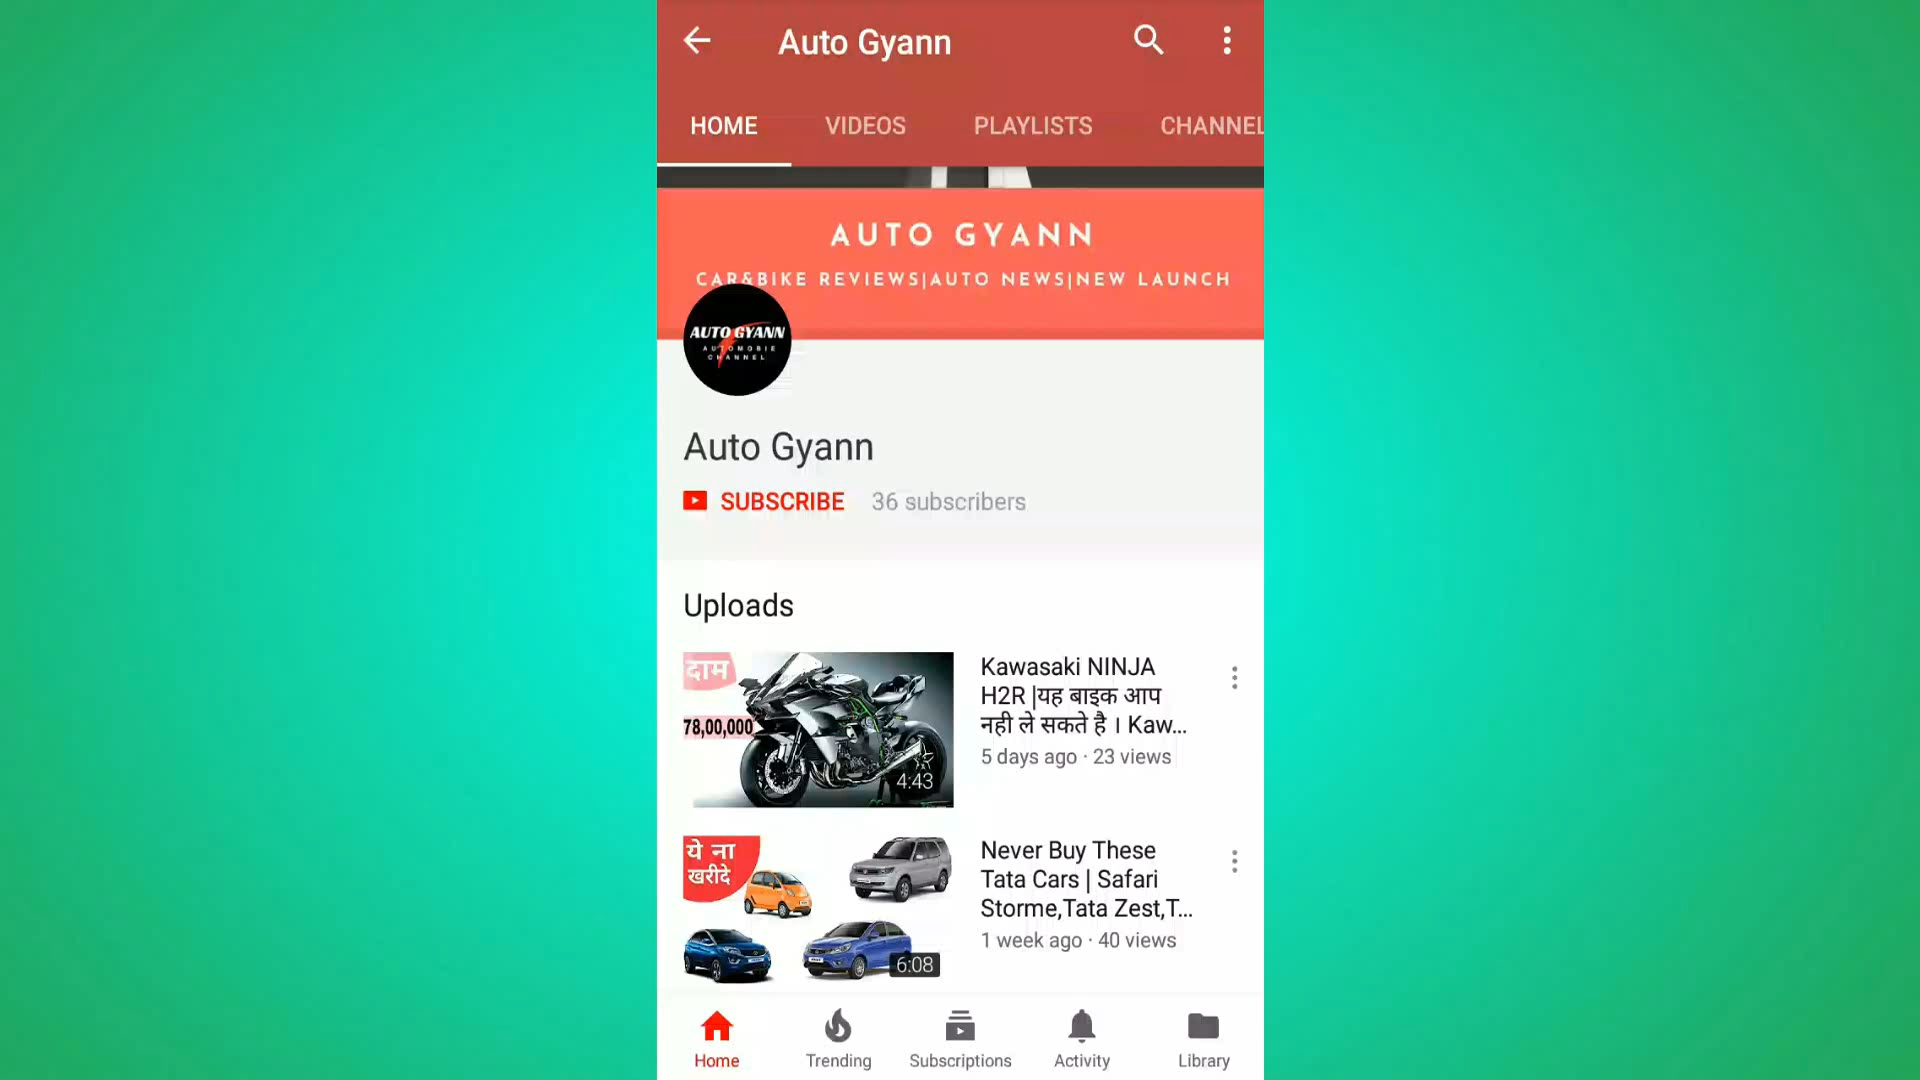 Auto Gyann
HOME VIDEOS PLAYLISTS CHANNEL
AUTO GYANN
CAR&BIKE REVIEWS|AUTO NEWS|NEW LAUNCH
AUTO GYANN
AUTOMOBIE
CHANNEL
Auto Gyann
SUBSCRIBE 36 subscribers
Uploads
दाम
78,00,000
4:43
Kawasaki NINJA
H2R |यह बाइक आप
नही ले सकते है । Kaw...
5 days ago · 23 views
ये ना
खरीदे
6:08
Never Buy These
Tata Cars | Safari
Storme,Tata Zest,T...
1 week ago · 40 views
Home Trending Subscriptions Activity Library